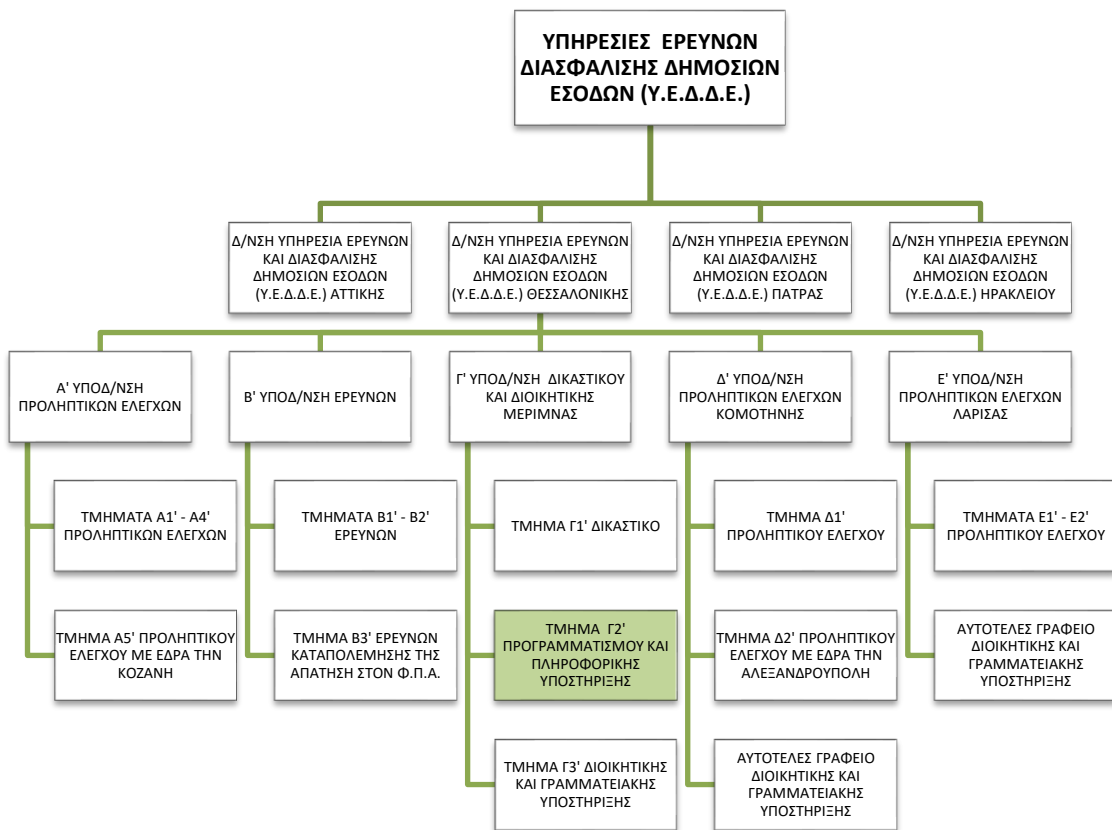 ΥΠΗΡΕΣΙΕΣ ΕΡΕΥΝΩΝ
ΔΙΑΣΦΑΛΙΣΗΣ ΔΗΜΟΣΙΩΝ
ΕΣΟΔΩΝ (Υ.Ε.Δ.Δ.Ε.)
Δ/ΝΣΗ ΥΠΗΡΕΣΙΑ ΕΡΕΥΝΩΝ
ΚΑΙ ΔΙΑΣΦΑΛΙΣΗΣ
ΔΗΜΟΣΙΩΝ ΕΣΟΔΩΝ
(Υ.Ε.Δ.Δ.Ε.) ΑΤΤΙΚΗΣ
Δ/ΝΣΗ ΥΠΗΡΕΣΙΑ ΕΡΕΥΝΩΝ
ΚΑΙ ΔΙΑΣΦΑΛΙΣΗΣ
ΔΗΜΟΣΙΩΝ ΕΣΟΔΩΝ
(Υ.Ε.Δ.Δ.Ε.) ΘΕΣΣΑΛΟΝΙΚΗΣ
Δ/ΝΣΗ ΥΠΗΡΕΣΙΑ ΕΡΕΥΝΩΝ
ΚΑΙ ΔΙΑΣΦΑΛΙΣΗΣ
ΔΗΜΟΣΙΩΝ ΕΣΟΔΩΝ
(Υ.Ε.Δ.Δ.Ε.) ΠΑΤΡΑΣ
Δ/ΝΣΗ ΥΠΗΡΕΣΙΑ ΕΡΕΥΝΩΝ
ΚΑΙ ΔΙΑΣΦΑΛΙΣΗΣ
ΔΗΜΟΣΙΩΝ ΕΣΟΔΩΝ
(Υ.Ε.Δ.Δ.Ε.) ΗΡΑΚΛΕΙΟΥ
Α' ΥΠΟΔ/ΝΣΗ
ΠΡΟΛΗΠΤΙΚΩΝ ΕΛΕΓΧΩΝ
Β' ΥΠΟΔ/ΝΣΗ ΕΡΕΥΝΩΝ
Γ' ΥΠΟΔ/ΝΣΗ ΔΙΚΑΣΤΙΚΟΥ
ΚΑΙ ΔΙΟΙΚΗΤΙΚΗΣ
ΜΕΡΙΜΝΑΣ
Δ' ΥΠΟΔ/ΝΣΗ
ΠΡΟΛΗΠΤΙΚΩΝ ΕΛΕΓΧΩΝ
ΚΟΜΟΤΗΝΗΣ
Ε' ΥΠΟΔ/ΝΣΗ
ΠΡΟΛΗΠΤΙΚΩΝ ΕΛΕΓΧΩΝ
ΛΑΡΙΣΑΣ
ΤΜΗΜΑΤΑ Α1' - Α4'
ΠΡΟΛΗΠΤΙΚΩΝ ΕΛΕΓΧΩΝ
ΤΜΗΜΑΤΑ Β1' - Β2'
ΕΡΕΥΝΩΝ
ΤΜΗΜΑ Γ1' ΔΙΚΑΣΤΙΚΟ
ΤΜΗΜΑ Δ1'
ΠΡΟΛΗΠΤΙΚΟΥ ΕΛΕΓΧΟΥ
ΤΜΗΜΑΤΑ Ε1' - Ε2'
ΠΡΟΛΗΠΤΙΚΟΥ ΕΛΕΓΧΟΥ
ΤΜΗΜΑ Α5' ΠΡΟΛΗΠΤΙΚΟΥ
ΕΛΕΓΧΟΥ ΜΕ ΕΔΡΑ ΤΗΝ
ΚΟΖΑΝΗ
ΤΜΗΜΑ Β3' ΕΡΕΥΝΩΝ
ΚΑΤΑΠΟΛΕΜΗΣΗΣ ΤΗΣ
ΑΠΑΤΗΣΗ ΣΤΟΝ Φ.Π.Α.
ΤΜΗΜΑ Γ2'
ΠΡΟΓΡΑΜΜΑΤΙΣΜΟΥ ΚΑΙ
ΠΛΗΡΟΦΟΡΙΚΗΣ
ΥΠΟΣΤΗΡΙΞΗΣ
ΤΜΗΜΑ Δ2' ΠΡΟΛΗΠΤΙΚΟΥ
ΕΛΕΓΧΟΥ ΜΕ ΕΔΡΑ ΤΗΝ
ΑΛΕΞΑΝΔΡΟΥΠΟΛΗ
ΑΥΤΟΤΕΛΕΣ ΓΡΑΦΕΙΟ
ΔΙΟΙΚΗΤΙΚΗΣ ΚΑΙ
ΓΡΑΜΜΑΤΕΙΑΚΗΣ
ΥΠΟΣΤΗΡΙΞΗΣ
ΤΜΗΜΑ Γ3' ΔΙΟΙΚΗΤΙΚΗΣ
ΚΑΙ ΓΡΑΜΜΑΤΕΙΑΚΗΣ
ΥΠΟΣΤΗΡΙΞΗΣ
ΑΥΤΟΤΕΛΕΣ ΓΡΑΦΕΙΟ
ΔΙΟΙΚΗΤΙΚΗΣ ΚΑΙ
ΓΡΑΜΜΑΤΕΙΑΚΗΣ
ΥΠΟΣΤΗΡΙΞΗΣ